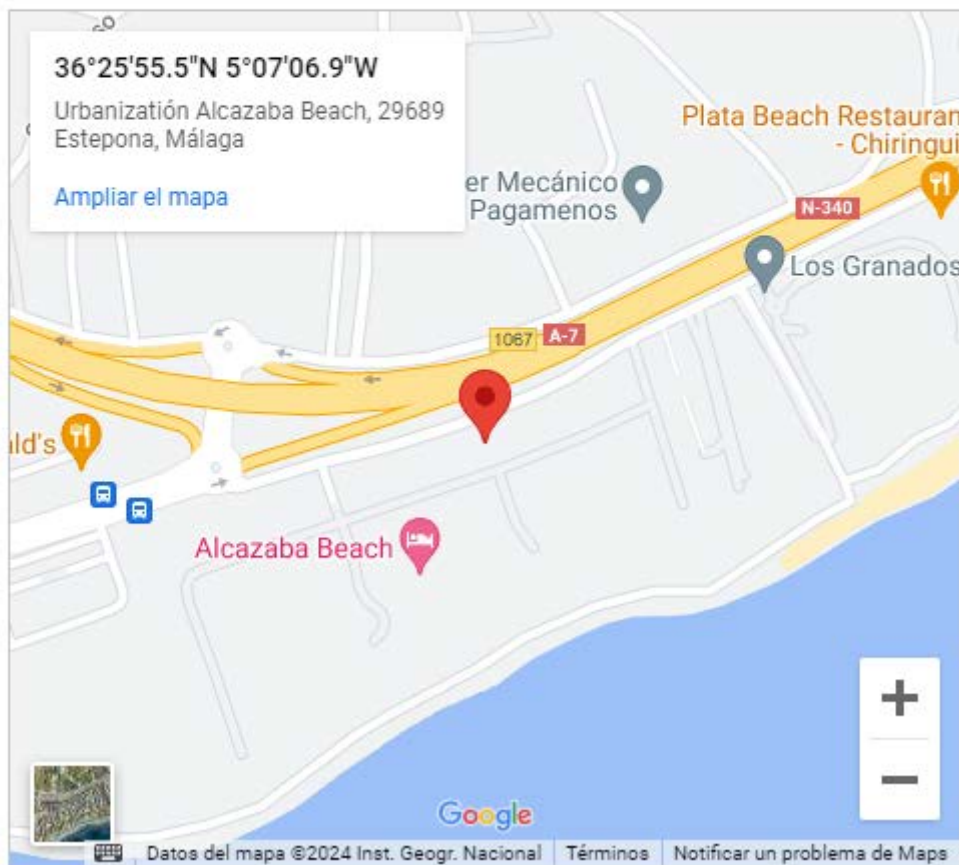 36°25'55.5"N 5°07'06.9"W
Urbanizatión Alcazaba Beach, 29689
Estepona, Málaga
Ampliar el mapa
Plata Beach Restauran
- Chiringui
er Mecánico
Pagamenos
N-340
Los Granados
1067
A-7
ald's
Alcazaba Beach
Google
Datos del mapa ©2024 Inst. Geogr. Nacional
Términos
Notificar un problema de Maps